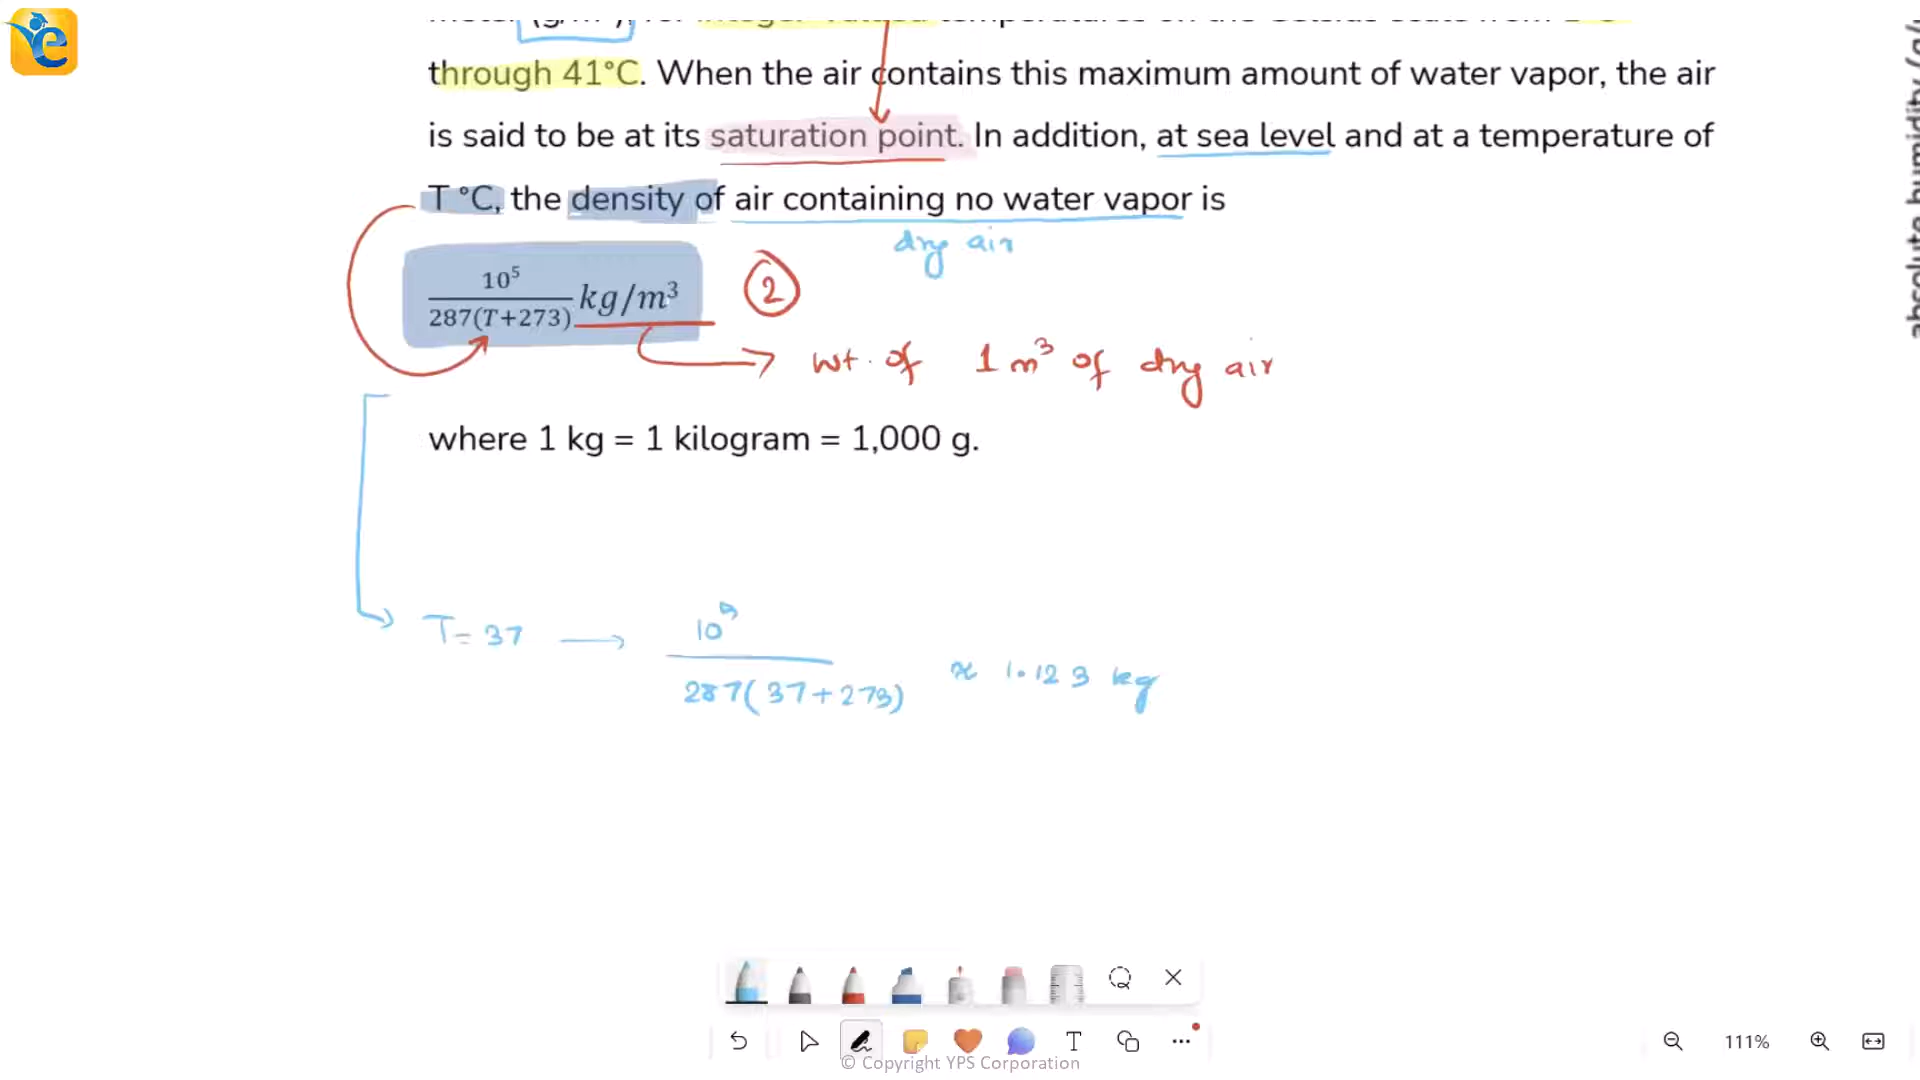 through 41°C. When the air contains this maximum amount of water vapor, the air
is said to be at its saturation point. In addition, at sea level and at a temperature of
T °C, the density of air containing no water vapor is
dry air
10⁵ / 287(T+273) kg/m³
2
wt. of 1 m³ of dry air
where 1 kg = 1 kilogram = 1,000 g.
T = 37 → 10⁵ / 287(37+273) ≈ 1.123 kg
absolute humidity
111%
© Copyright YPS Corporation